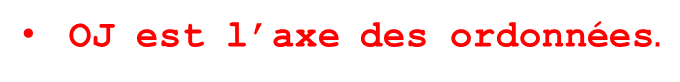 • OJ est l’axe des ordonnées.